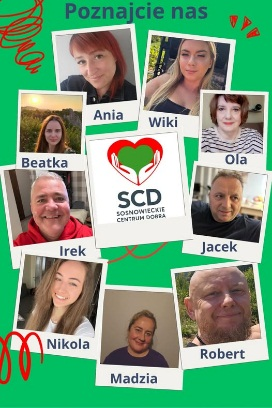 Poznajcie nas
Ania
Wiki
Beatka
Ola
SCD
SOSNOWIECKIE
CENTRUM DOBRA
Irek
Jacek
Nikola
Madzia
Robert